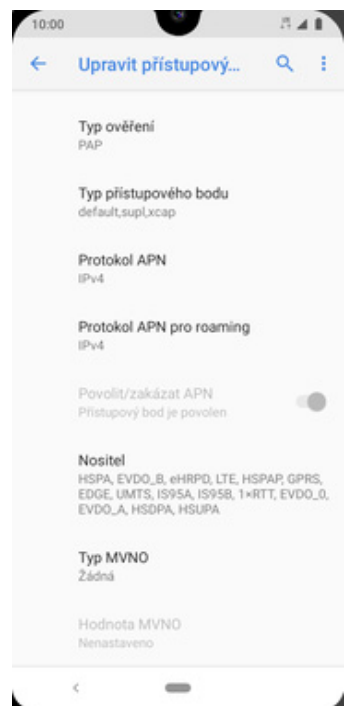 10:00
Upravit přístupový...
Typ ověření
PAP
Typ přístupového bodu
default,supl,xcap
Protokol APN
IPv4
Protokol APN pro roaming
IPv4
Povolit/zakázat APN
Přístupový bod je povolen
Nositel
HSPA, EVDO_B, eHRPD, LTE, HSPAP, GPRS,
EDGE, UMTS, IS95A, IS95B, 1×RTT, EVDO_0,
EVDO_A, HSDPA, HSUPA
Typ MVNO
Žádná
Hodnota MVNO
Nenastaveno